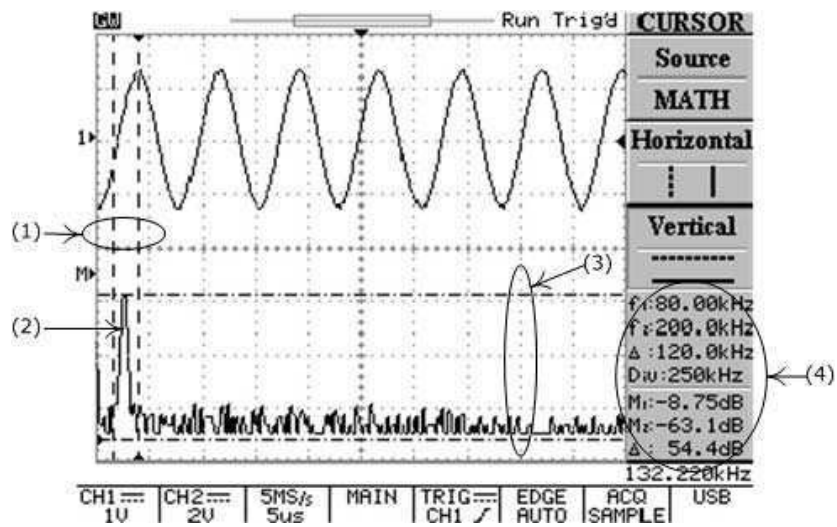 GW Run Trig'd CURSOR
Source
MATH
1
Horizontal
Vertical
(1)
(3)
M
f1:80.00kHz
(2)
f2:200.0kHz
Δ :120.0kHz
Div:250kHz
(4)
M1:-8.75dB
M2:-63.1dB
Δ : 54.4dB
132.220kHz
CH1 CH2 5MS/s MAIN TRIG EDGE ACQ USB
1V 2V 5us CH1 AUTO SAMPLE